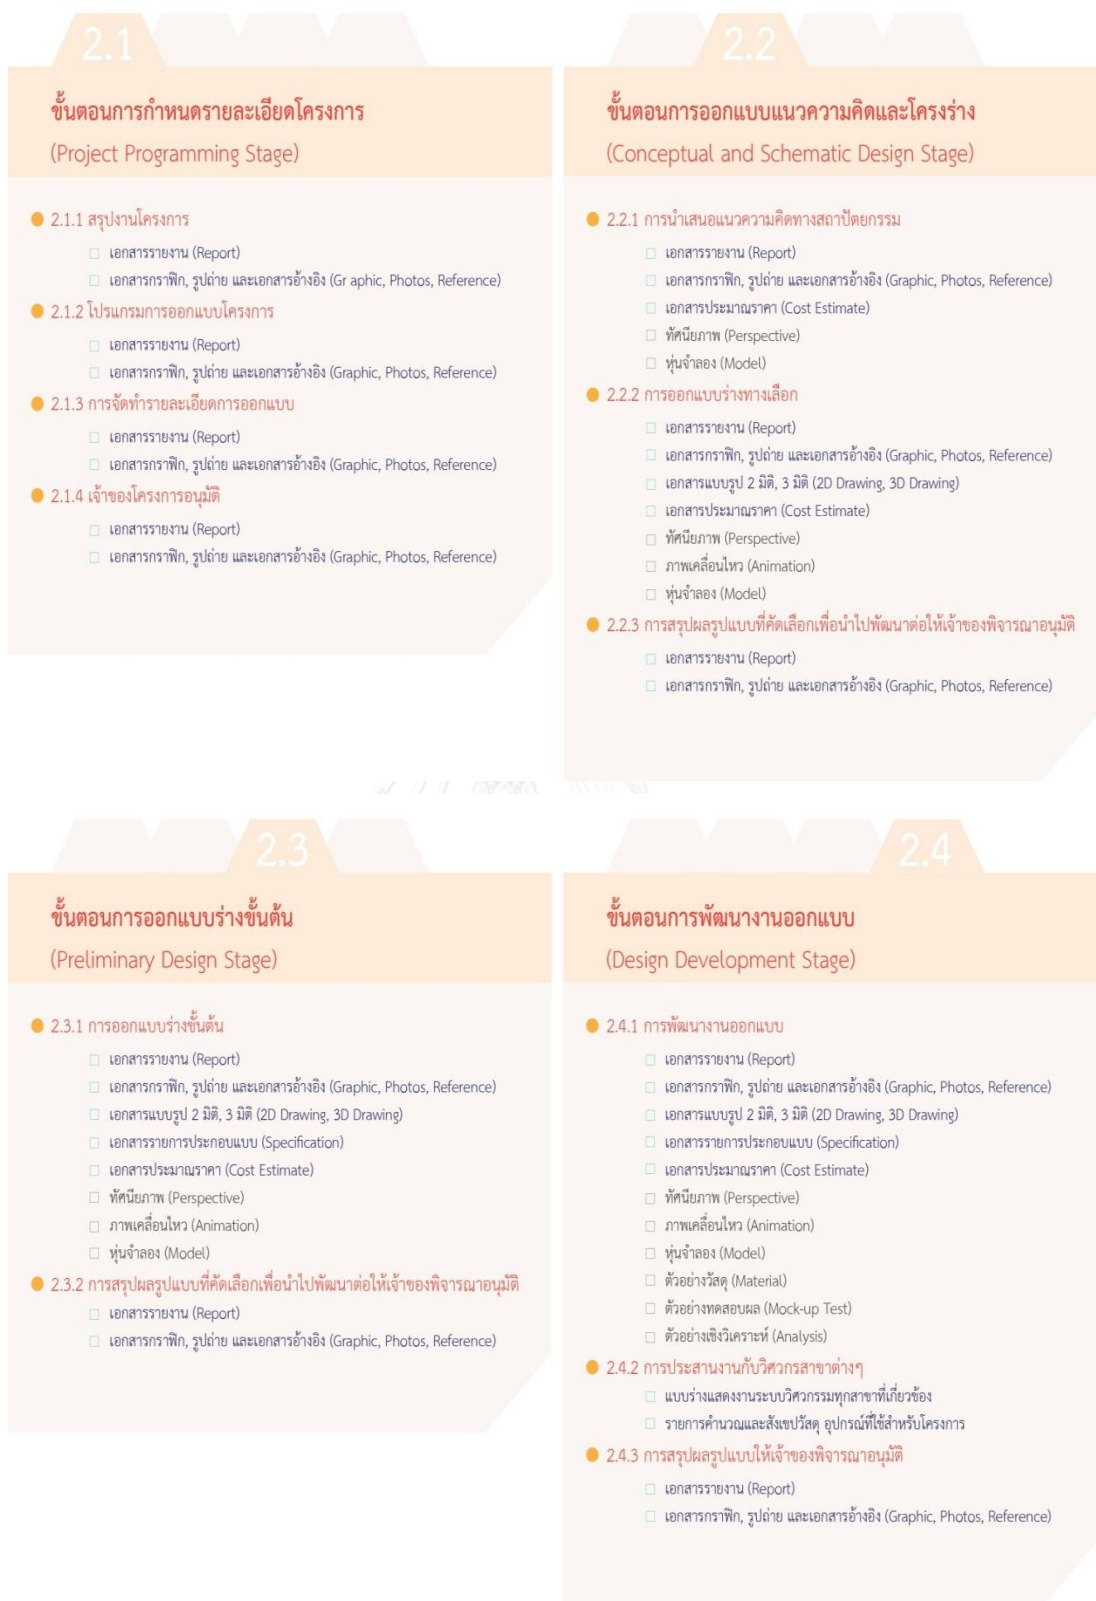 2.1
ขั้นตอนการกำหนดรายละเอียดโครงการ
(Project Programming Stage)
2.1.1 สรุปงานโครงการ
เอกสารรายงาน (Report)
เอกสารกราฟิก, รูปถ่าย และเอกสารอ้างอิง (Gr aphic, Photos, Reference)
2.1.2 โปรแกรมการออกแบบโครงการ
เอกสารรายงาน (Report)
เอกสารกราฟิก, รูปถ่าย และเอกสารอ้างอิง (Graphic, Photos, Reference)
2.1.3 การจัดทำรายละเอียดการออกแบบ
เอกสารรายงาน (Report)
เอกสารกราฟิก, รูปถ่าย และเอกสารอ้างอิง (Graphic, Photos, Reference)
2.1.4 เจ้าของโครงการอนุมัติ
เอกสารรายงาน (Report)
เอกสารกราฟิก, รูปถ่าย และเอกสารอ้างอิง (Graphic, Photos, Reference)
2.2
ขั้นตอนการออกแบบแนวความคิดและโครงร่าง
(Conceptual and Schematic Design Stage)
2.2.1 การนำเสนอแนวความคิดทางสถาปัตยกรรม
เอกสารรายงาน (Report)
เอกสารกราฟิก, รูปถ่าย และเอกสารอ้างอิง (Graphic, Photos, Reference)
เอกสารประมาณราคา (Cost Estimate)
ทัศนียภาพ (Perspective)
หุ่นจำลอง (Model)
2.2.2 การออกแบบร่างทางเลือก
เอกสารรายงาน (Report)
เอกสารกราฟิก, รูปถ่าย และเอกสารอ้างอิง (Graphic, Photos, Reference)
เอกสารแบบรูป 2 มิติ, 3 มิติ (2D Drawing, 3D Drawing)
เอกสารประมาณราคา (Cost Estimate)
ทัศนียภาพ (Perspective)
ภาพเคลื่อนไหว (Animation)
หุ่นจำลอง (Model)
2.2.3 การสรุปผลรูปแบบที่คัดเลือกเพื่อนำไปพัฒนาต่อให้เจ้าของพิจารณาอนุมัติ
เอกสารรายงาน (Report)
เอกสารกราฟิก, รูปถ่าย และเอกสารอ้างอิง (Graphic, Photos, Reference)
2.3
ขั้นตอนการออกแบบร่างขั้นต้น
(Preliminary Design Stage)
2.3.1 การออกแบบร่างขั้นต้น
เอกสารรายงาน (Report)
เอกสารกราฟิก, รูปถ่าย และเอกสารอ้างอิง (Graphic, Photos, Reference)
เอกสารแบบรูป 2 มิติ, 3 มิติ (2D Drawing, 3D Drawing)
เอกสารรายการประกอบแบบ (Specification)
เอกสารประมาณราคา (Cost Estimate)
ทัศนียภาพ (Perspective)
ภาพเคลื่อนไหว (Animation)
หุ่นจำลอง (Model)
2.3.2 การสรุปผลรูปแบบที่คัดเลือกเพื่อนำไปพัฒนาต่อให้เจ้าของพิจารณาอนุมัติ
เอกสารรายงาน (Report)
เอกสารกราฟิก, รูปถ่าย และเอกสารอ้างอิง (Graphic, Photos, Reference)
2.4
ขั้นตอนการพัฒนางานออกแบบ
(Design Development Stage)
2.4.1 การพัฒนางานออกแบบ
เอกสารรายงาน (Report)
เอกสารกราฟิก, รูปถ่าย และเอกสารอ้างอิง (Graphic, Photos, Reference)
เอกสารแบบรูป 2 มิติ, 3 มิติ (2D Drawing, 3D Drawing)
เอกสารรายการประกอบแบบ (Specification)
เอกสารประมาณราคา (Cost Estimate)
ทัศนียภาพ (Perspective)
ภาพเคลื่อนไหว (Animation)
หุ่นจำลอง (Model)
ตัวอย่างวัสดุ (Material)
ตัวอย่างทดสอบผล (Mock-up Test)
ตัวอย่างเชิงวิเคราะห์ (Analysis)
2.4.2 การประสานงานกับวิศวกรสาขาต่างๆ
แบบร่างแสดงงานระบบวิศวกรรมทุกสาขาที่เกี่ยวข้อง
รายการคำนวณและสังเขปวัสดุ อุปกรณ์ที่ใช้สำหรับโครงการ
2.4.3 การสรุปผลรูปแบบให้เจ้าของพิจารณาอนุมัติ
เอกสารรายงาน (Report)
เอกสารกราฟิก, รูปถ่าย และเอกสารอ้างอิง (Graphic, Photos, Reference)